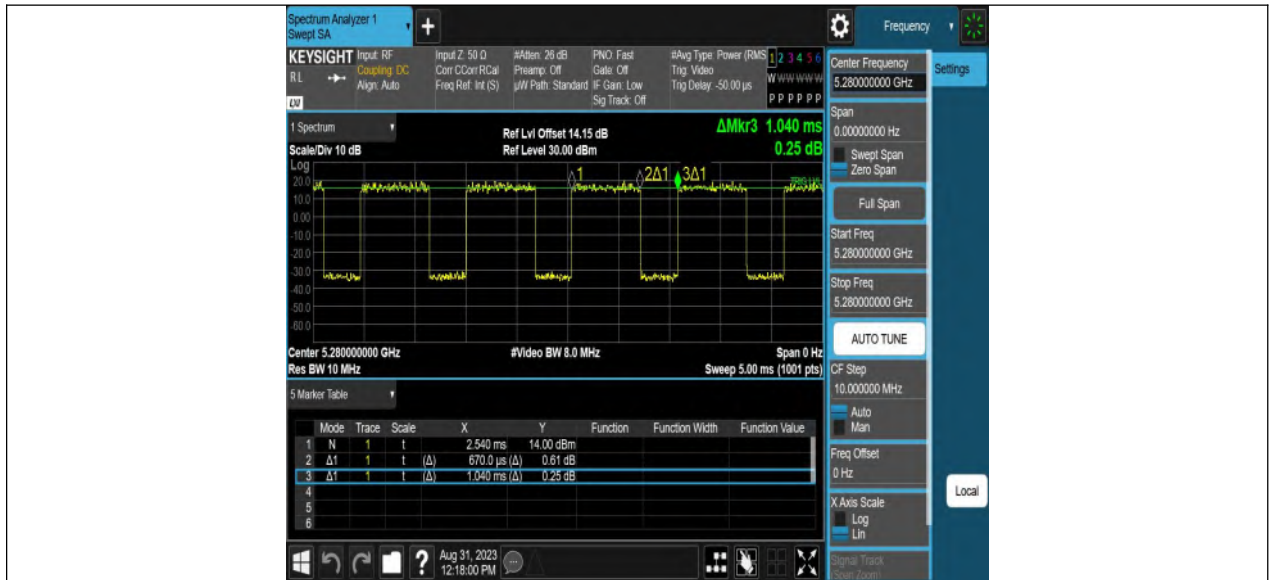 Spectrum Analyzer 1
Swept SA
+
Frequency
KEYSIGHT
RL
LXI
Input: RF
Coupling: DC
Align: Auto
Input Z: 50 Ω
Corr CCorr RCal
Freq Ref: Int (S)
#Atten: 26 dB
Preamp: Off
µW Path: Standard
PNO: Fast
Gate: Off
IF Gain: Low
Sig Track: Off
#Avg Type: Power (RMS
Trig: Video
Trig Delay: -50.00 µs
1 2 3 4 5 6
W W W W W W
P P P P P P
1 Spectrum
Scale/Div 10 dB
Ref Lvl Offset 14.15 dB
Ref Level 30.00 dBm
ΔMkr3 1.040 ms
0.25 dB
Log
1
2Δ1
3Δ1
20.0
10.0
0.00
-10.0
-20.0
-30.0
-40.0
-50.0
-60.0
Center 5.280000000 GHz
Res BW 10 MHz
#Video BW 8.0 MHz
Span 0 Hz
Sweep 5.00 ms (1001 pts)
5 Marker Table
Mode Trace Scale X Y Function Function Width Function Value
1 N 1 t 2.540 ms 14.00 dBm
2 Δ1 1 t (Δ) 670.0 µs (Δ) 0.61 dB
3 Δ1 1 t (Δ) 1.040 ms (Δ) 0.25 dB
4
5
6
?
Aug 31, 2023
12:18:00 PM
Center Frequency
5.280000000 GHz
Settings
Span
0.00000000 Hz
Swept Span
Zero Span
Full Span
Start Freq
5.280000000 GHz
Stop Freq
5.280000000 GHz
AUTO TUNE
CF Step
10.000000 MHz
Auto
Man
Freq Offset
0 Hz
X Axis Scale
Log
Lin
Signal Track
(Span Zoom)
Local